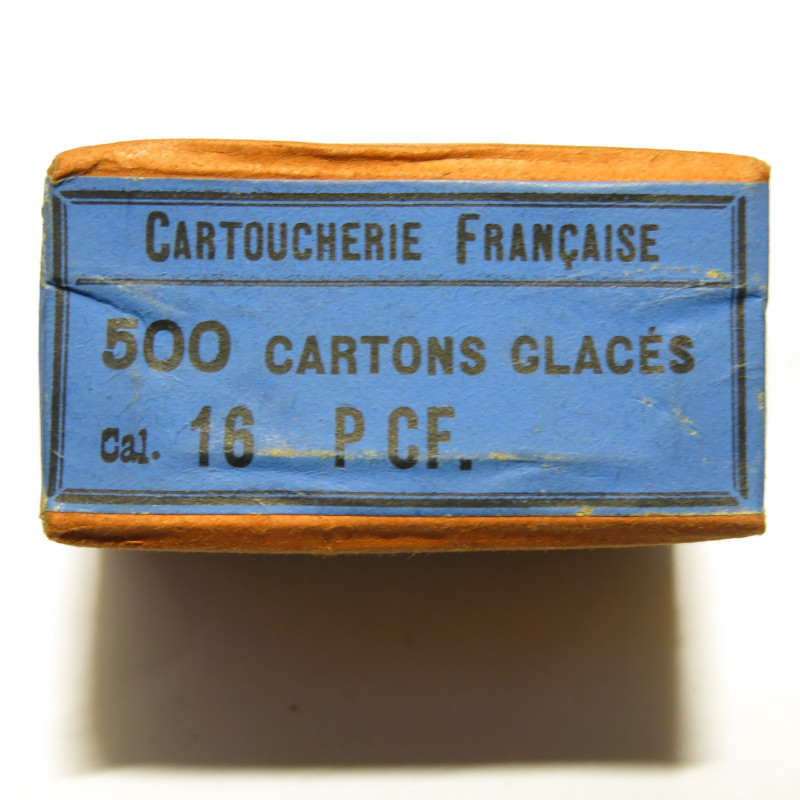 CARTOUCHERIE FRANÇAISE
500 CARTONS GLACÉS
Cal. 16 P CF.